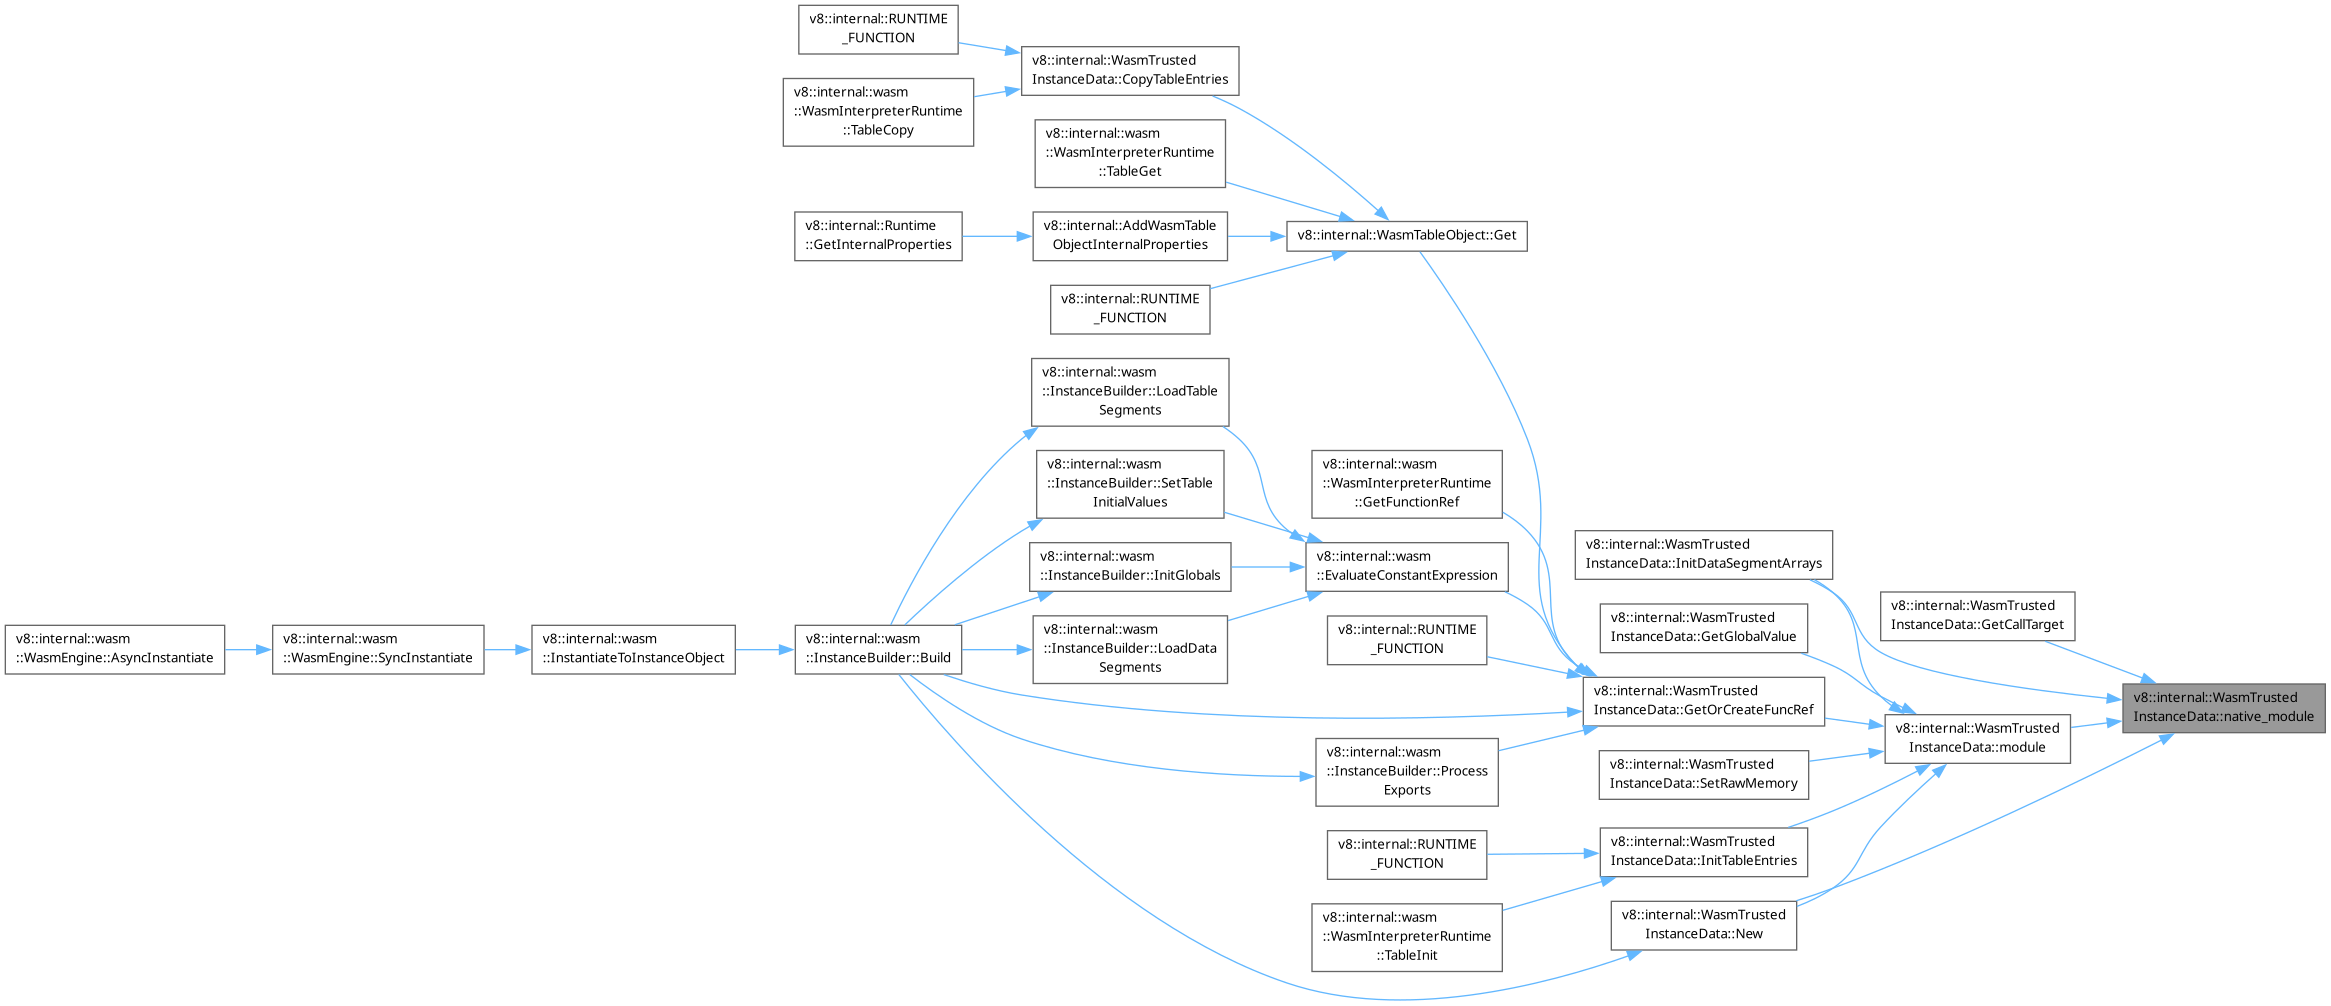 v8::internal::RUNTIME
_FUNCTION
v8::internal::WasmTrusted
InstanceData::CopyTableEntries
v8::internal::wasm
::WasmInterpreterRuntime
::TableCopy
v8::internal::wasm
::WasmInterpreterRuntime
::TableGet
v8::internal::Runtime
::GetInternalProperties
v8::internal::AddWasmTable
ObjectInternalProperties
v8::internal::WasmTableObject::Get
v8::internal::RUNTIME
_FUNCTION
v8::internal::wasm
::InstanceBuilder::LoadTable
Segments
v8::internal::wasm
::InstanceBuilder::SetTable
InitialValues
v8::internal::wasm
::WasmInterpreterRuntime
::GetFunctionRef
v8::internal::wasm
::InstanceBuilder::InitGlobals
v8::internal::wasm
::EvaluateConstantExpression
v8::internal::WasmTrusted
InstanceData::InitDataSegmentArrays
v8::internal::WasmTrusted
InstanceData::GetCallTarget
v8::internal::WasmTrusted
InstanceData::GetGlobalValue
v8::internal::wasm
::WasmEngine::AsyncInstantiate
v8::internal::wasm
::WasmEngine::SyncInstantiate
v8::internal::wasm
::InstantiateToInstanceObject
v8::internal::wasm
::InstanceBuilder::Build
v8::internal::wasm
::InstanceBuilder::LoadData
Segments
v8::internal::RUNTIME
_FUNCTION
v8::internal::WasmTrusted
InstanceData::GetOrCreateFuncRef
v8::internal::WasmTrusted
InstanceData::module
v8::internal::WasmTrusted
InstanceData::native_module
v8::internal::wasm
::InstanceBuilder::Process
Exports
v8::internal::WasmTrusted
InstanceData::SetRawMemory
v8::internal::RUNTIME
_FUNCTION
v8::internal::WasmTrusted
InstanceData::InitTableEntries
v8::internal::wasm
::WasmInterpreterRuntime
::TableInit
v8::internal::WasmTrusted
InstanceData::New